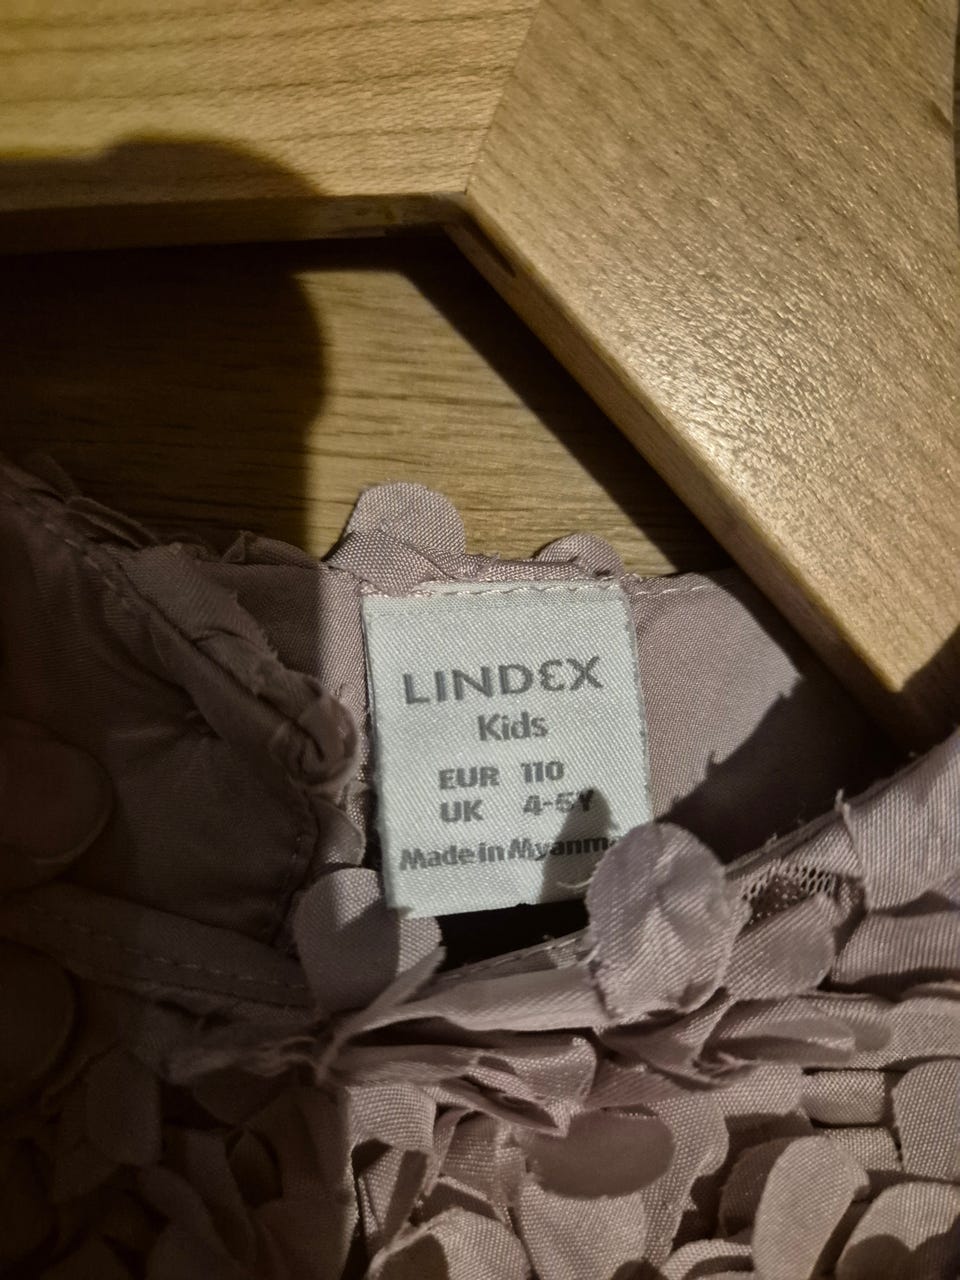 LINDEX
Kids
EUR 110
UK 4-5Y
Made in